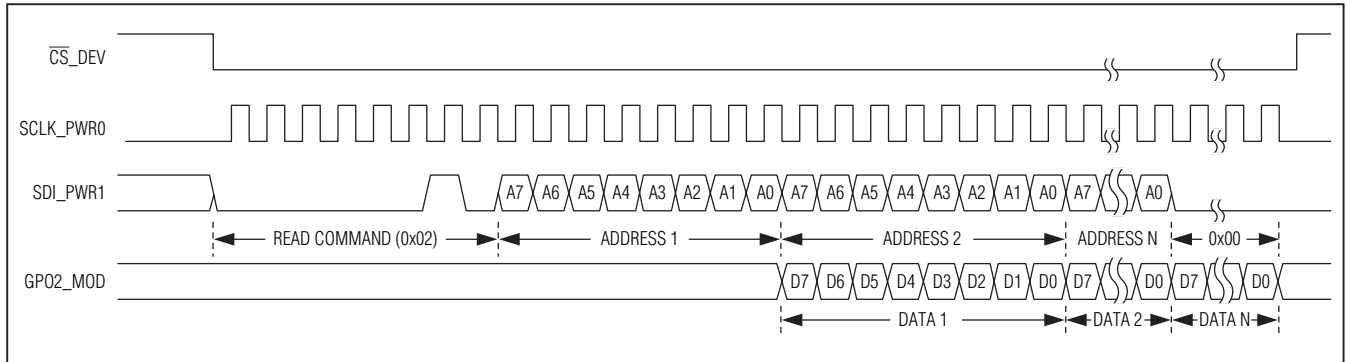 CS_DEV
SCLK_PWR0
SDI_PWR1 A7 A6 A5 A4 A3 A2 A1 A0 A7 A6 A5 A4 A3 A2 A1 A0 A7 A0
READ COMMAND (0x02) ADDRESS 1 ADDRESS 2 ADDRESS N 0x00
GPO2_MOD D7 D6 D5 D4 D3 D2 D1 D0 D7 D0 D7 D0
DATA 1 DATA 2 DATA N